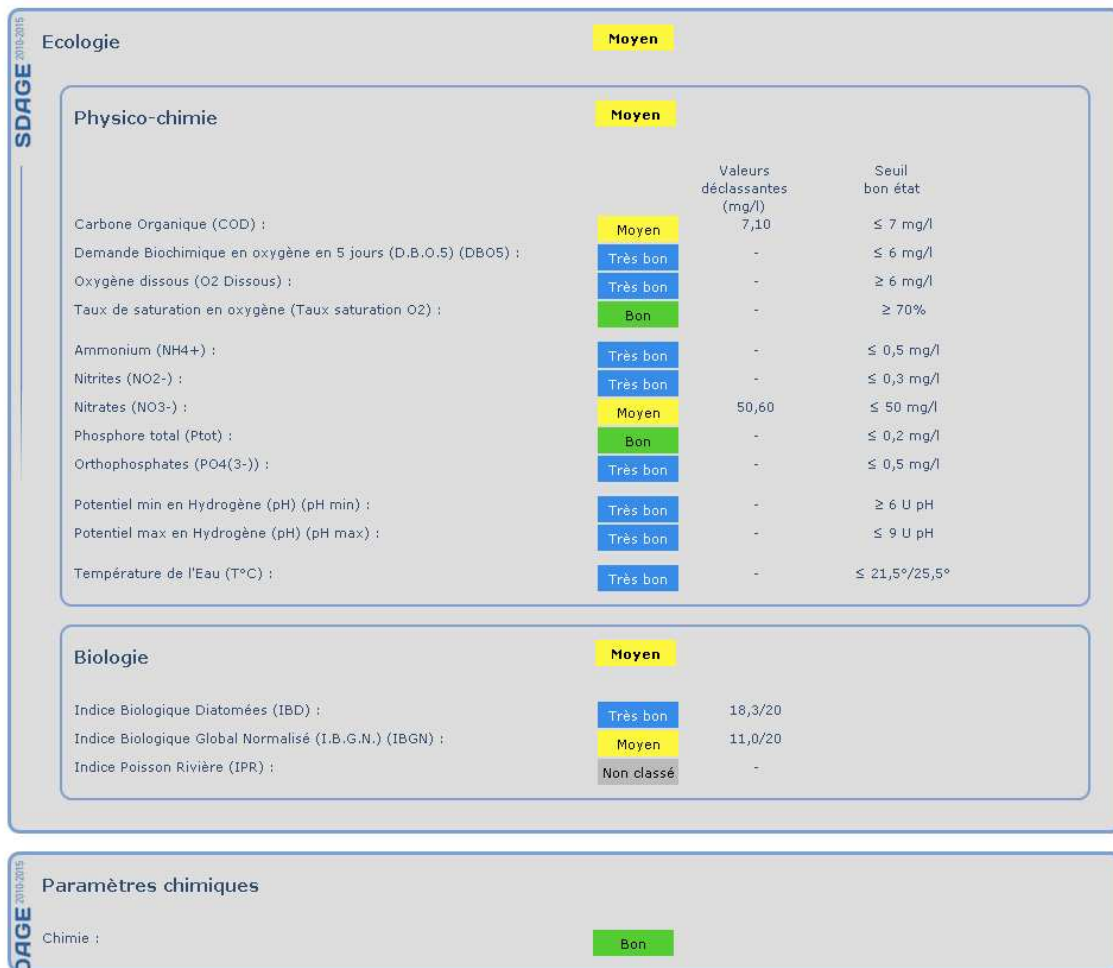 SDAGE 2010-2015
Ecologie Moyen
Physico-chimie Moyen
Valeurs déclassantes (mg/l) Seuil bon état
Carbone Organique (COD) : Moyen 7,10 ≤ 7 mg/l
Demande Biochimique en oxygène en 5 jours (D.B.O.5) (DBO5) : Très bon - ≤ 6 mg/l
Oxygène dissous (O2 Dissous) : Très bon - ≥ 6 mg/l
Taux de saturation en oxygène (Taux saturation O2) : Bon - ≥ 70%
Ammonium (NH4+) : Très bon - ≤ 0,5 mg/l
Nitrites (NO2-) : Très bon - ≤ 0,3 mg/l
Nitrates (NO3-) : Moyen 50,60 ≤ 50 mg/l
Phosphore total (Ptot) : Bon - ≤ 0,2 mg/l
Orthophosphates (PO4(3-)) : Très bon - ≤ 0,5 mg/l
Potentiel min en Hydrogène (pH) (pH min) : Très bon - ≥ 6 U pH
Potentiel max en Hydrogène (pH) (pH max) : Très bon - ≤ 9 U pH
Température de l'Eau (T°C) : Très bon - ≤ 21,5°/25,5°
Biologie Moyen
Indice Biologique Diatomées (IBD) : Très bon 18,3/20
Indice Biologique Global Normalisé (I.B.G.N.) (IBGN) : Moyen 11,0/20
Indice Poisson Rivière (IPR) : Non classé -
DAGE 2010-2015
Paramètres chimiques
Chimie : Bon